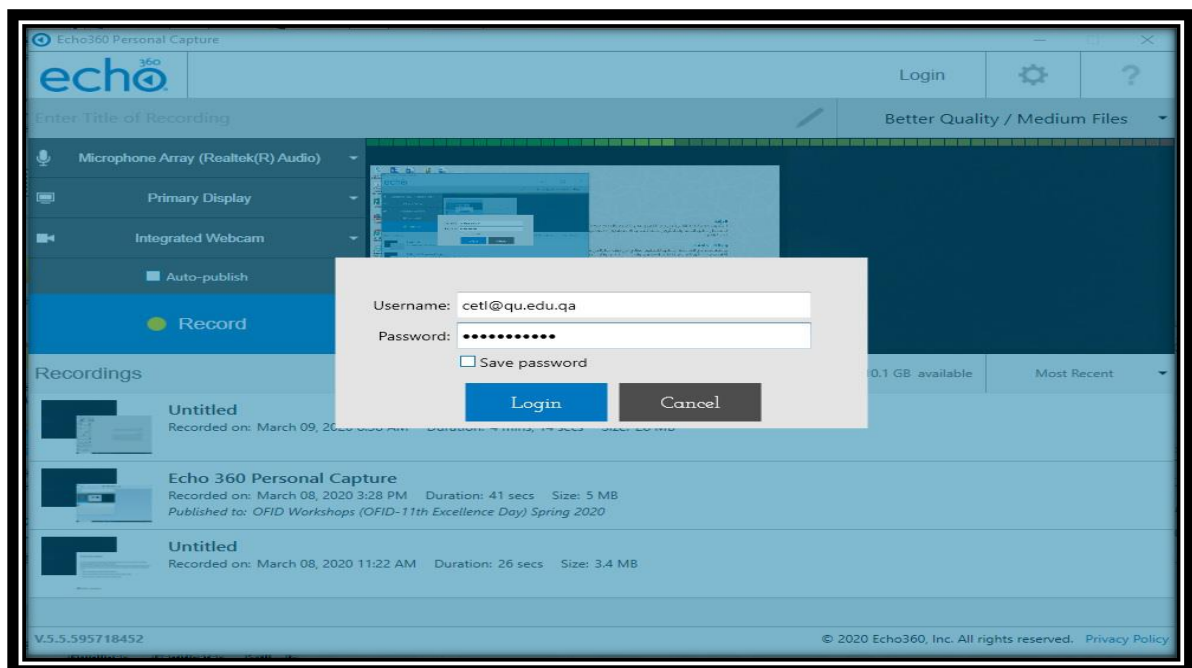 Echo360 Personal Capture
echo360
Login
?
Enter Title of Recording
Better Quality / Medium Files
Microphone Array (Realtek(R) Audio)
Primary Display
Integrated Webcam
Auto-publish
Record
Username: cetl@qu.edu.qa
Password: •••••••••••
Save password
Login Cancel
Recordings
0.1 GB available
Most Recent
Untitled
Recorded on: March 09, 2020
Echo 360 Personal Capture
Recorded on: March 08, 2020 3:28 PM Duration: 41 secs Size: 5 MB
Published to: OFID Workshops (OFID-11th Excellence Day) Spring 2020
Untitled
Recorded on: March 08, 2020 11:22 AM Duration: 26 secs Size: 3.4 MB
V.5.5.595718452
© 2020 Echo360, Inc. All rights reserved. Privacy Policy